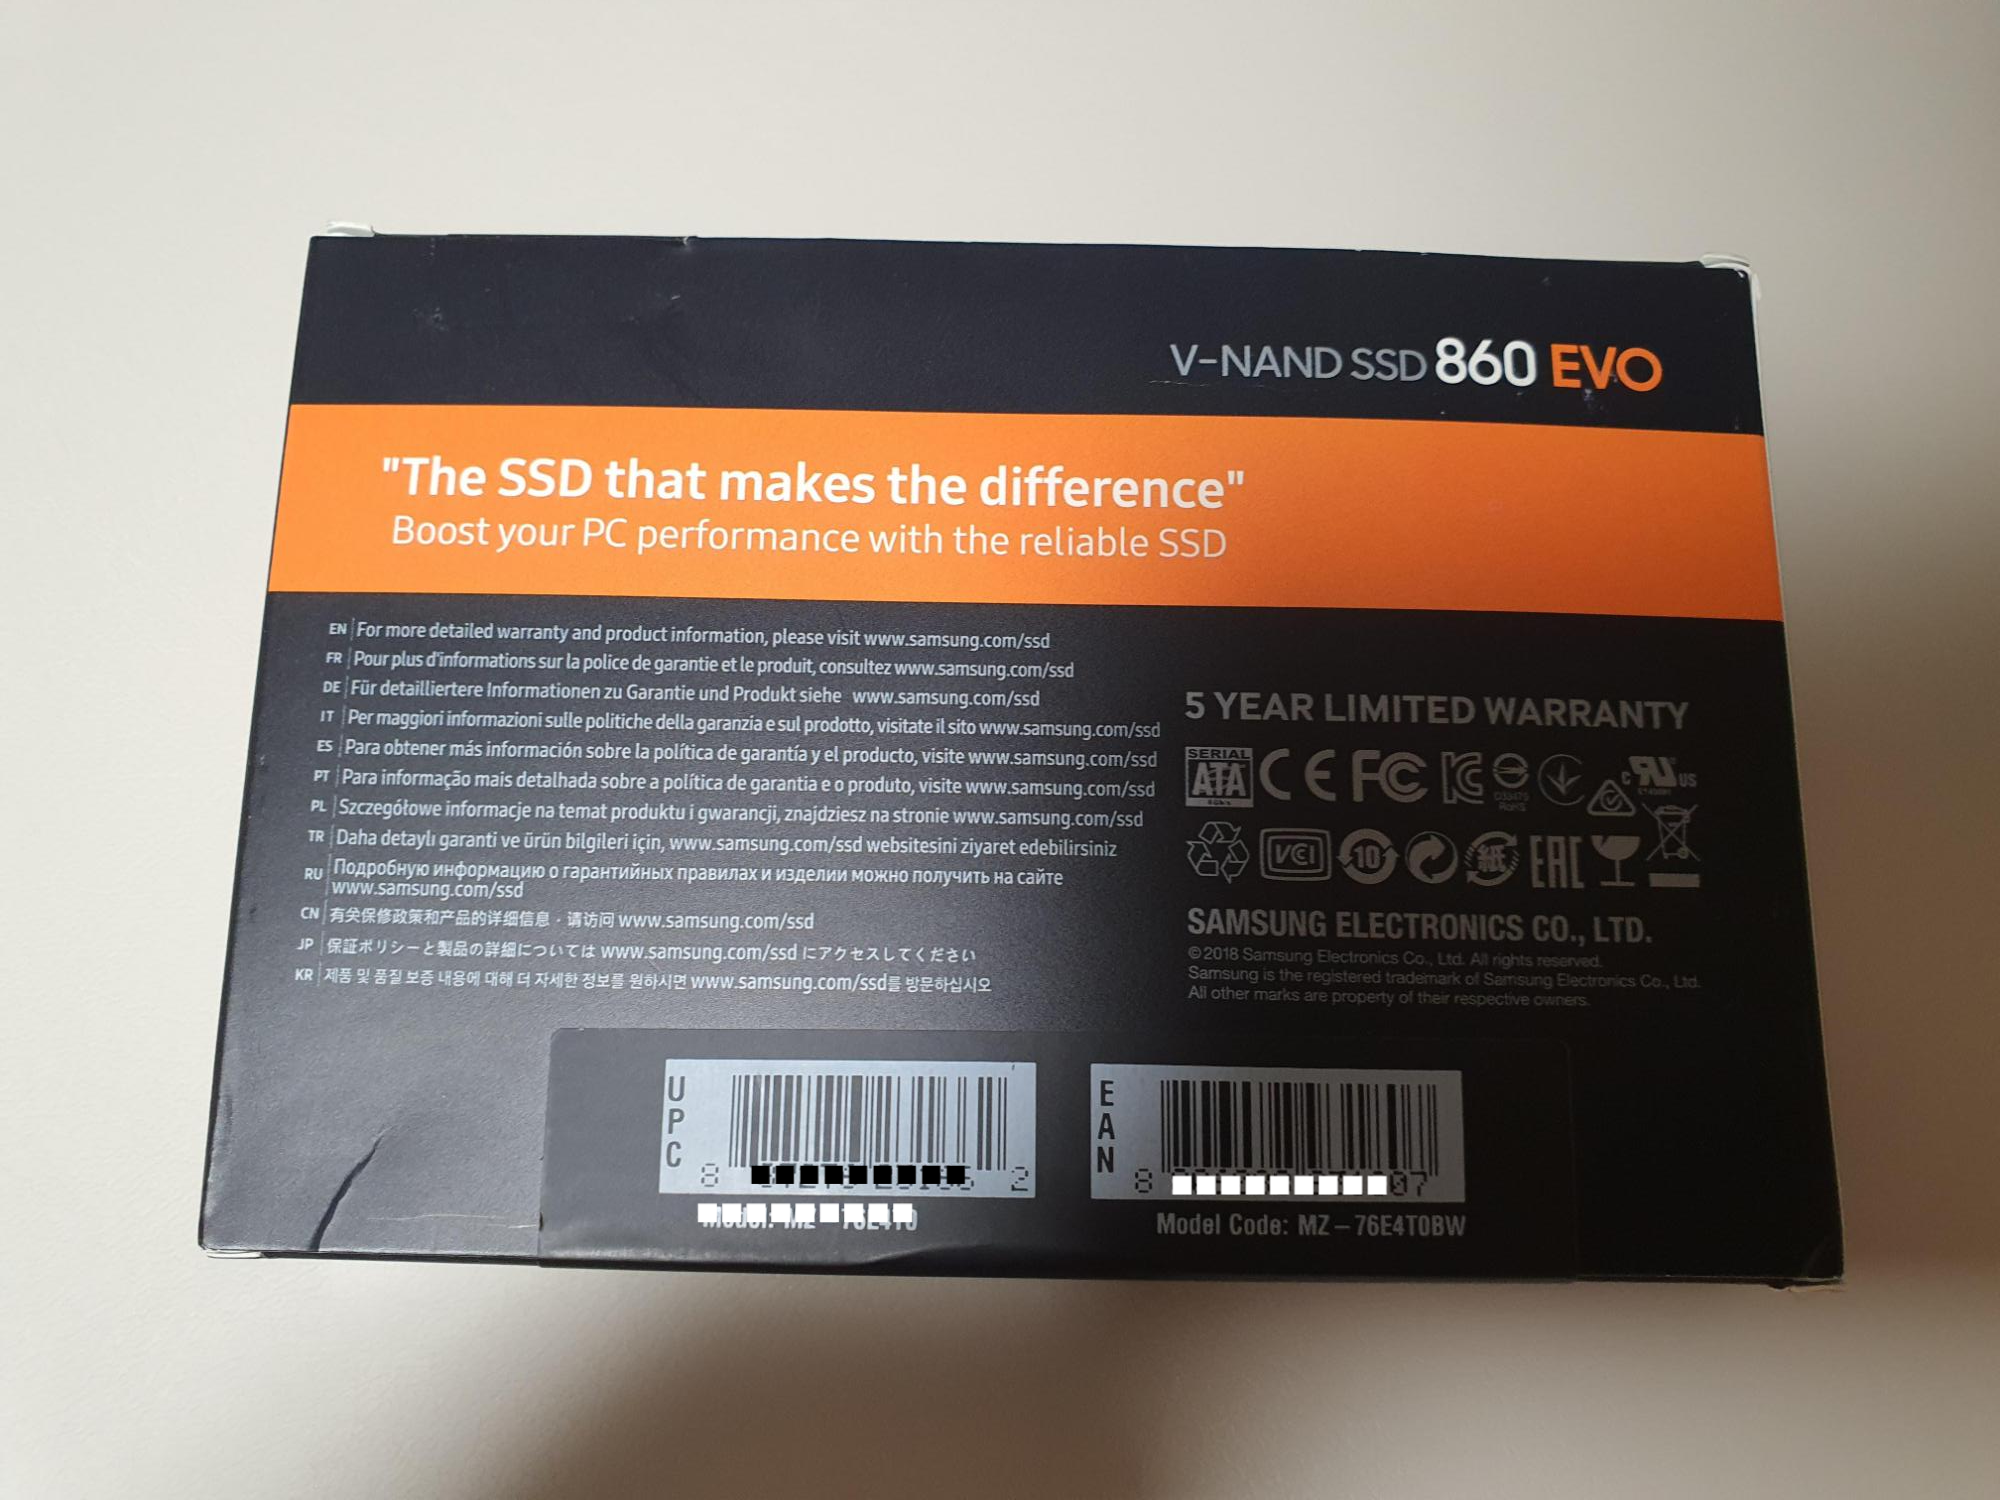 V-NAND SSD 860 EVO
"The SSD that makes the difference"
Boost your PC performance with the reliable SSD
EN For more detailed warranty and product information, please visit www.samsung.com/ssd
FR Pour plus d'informations sur la police de garantie et le produit, consultez www.samsung.com/ssd
DE Für detailliertere Informationen zu Garantie und Produkt siehe www.samsung.com/ssd
IT Per maggiori informazioni sulle politiche della garanzia e sul prodotto, visitate il sito www.samsung.com/ssd
ES Para obtener más información sobre la política de garantía y el producto, visite www.samsung.com/ssd
PT Para informação mais detalhada sobre a política de garantia e o produto, visite www.samsung.com/ssd
PL Szczegółowe informacje na temat produktu i gwarancji, znajdziesz na stronie www.samsung.com/ssd
TR Daha detaylı garanti ve ürün bilgileri için, www.samsung.com/ssd websitesini ziyaret edebilirsiniz
RU Подробную информацию о гарантийных правилах и изделии можно получить на сайте
www.samsung.com/ssd
CN 有关保修政策和产品的详细信息，请访问 www.samsung.com/ssd
JP 保証ポリシーと製品の詳細については www.samsung.com/ssd にアクセスしてください
KR 제품 및 품질 보증 내용에 대해 더 자세한 정보를 원하시면 www.samsung.com/ssd를 방문하십시오
5 YEAR LIMITED WARRANTY
SERIAL
ATA
CE FC
C UR US
VCI 10 紙 EAC
SAMSUNG ELECTRONICS CO., LTD.
©2018 Samsung Electronics Co., Ltd. All rights reserved.
Samsung is the registered trademark of Samsung Electronics Co., Ltd.
All other marks are property of their respective owners.
UPC
8 2
EAN
8 07
Model Code: MZ-76E4T0BW